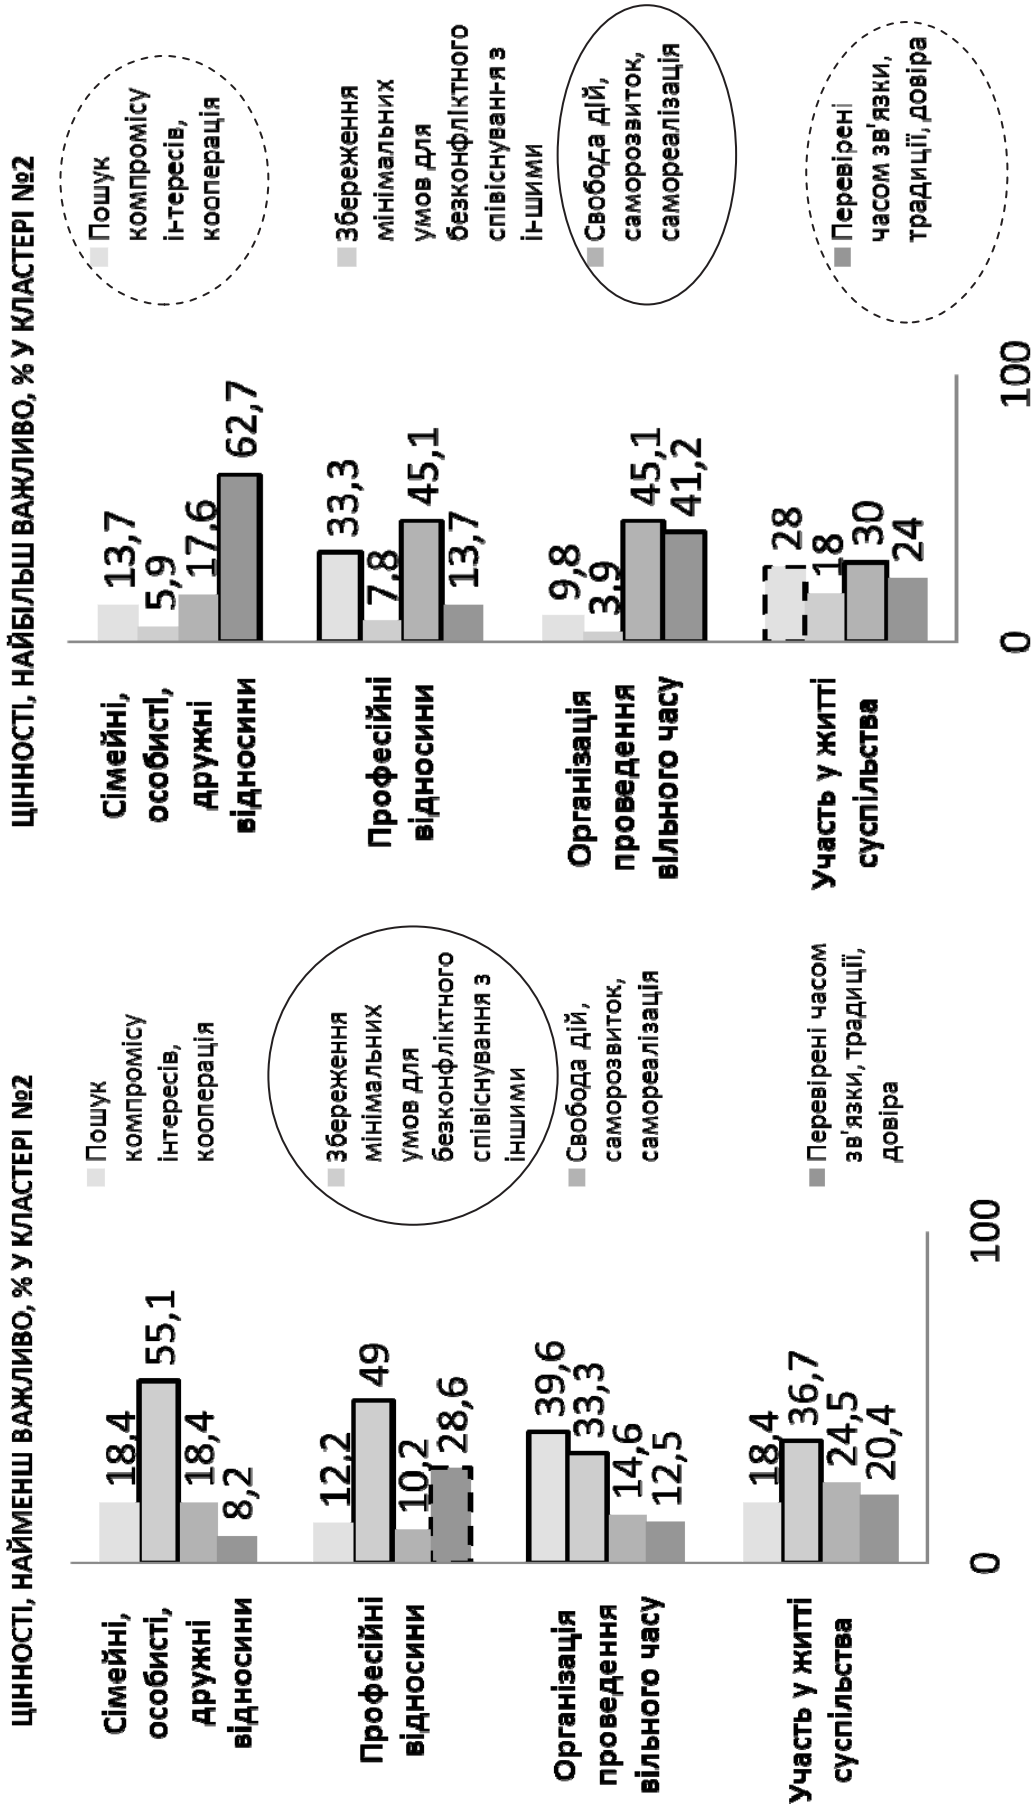 ЦІННОСТІ, НАЙМЕНШ ВАЖЛИВО, % У КЛАСТЕРІ №2
Сімейні,
особисті,
дружні
відносини
18,4
55,1
18,4
8,2
Професійні
відносини
12,2
49
10,2
28,6
Організація
проведення
вільного часу
39,6
33,3
14,6
12,5
Участь у житті
суспільства
18,4
36,7
24,5
20,4
0
100
Пошук
компромісу
інтересів,
кооперація
Збереження
мінімальних
умов для
безконфліктного
співіснування з
іншими
Свобода дій,
саморозвиток,
самореалізація
Перевірені часом
зв'язки, традиції,
довіра
ЦІННОСТІ, НАЙБІЛЬШ ВАЖЛИВО, % У КЛАСТЕРІ №2
Сімейні,
особисті,
дружні
відносини
13,7
5,9
17,6
62,7
Професійні
відносини
33,3
7,8
45,1
13,7
Організація
проведення
вільного часу
9,8
3,9
45,1
41,2
Участь у житті
суспільства
28
18
30
24
0
100
Пошук
компромісу
інтересів,
кооперація
Збереження
мінімальних
умов для
безконфліктного
співіснування з
іншими
Свобода дій,
саморозвиток,
самореалізація
Перевірені
часом зв'язки,
традиції, довіра